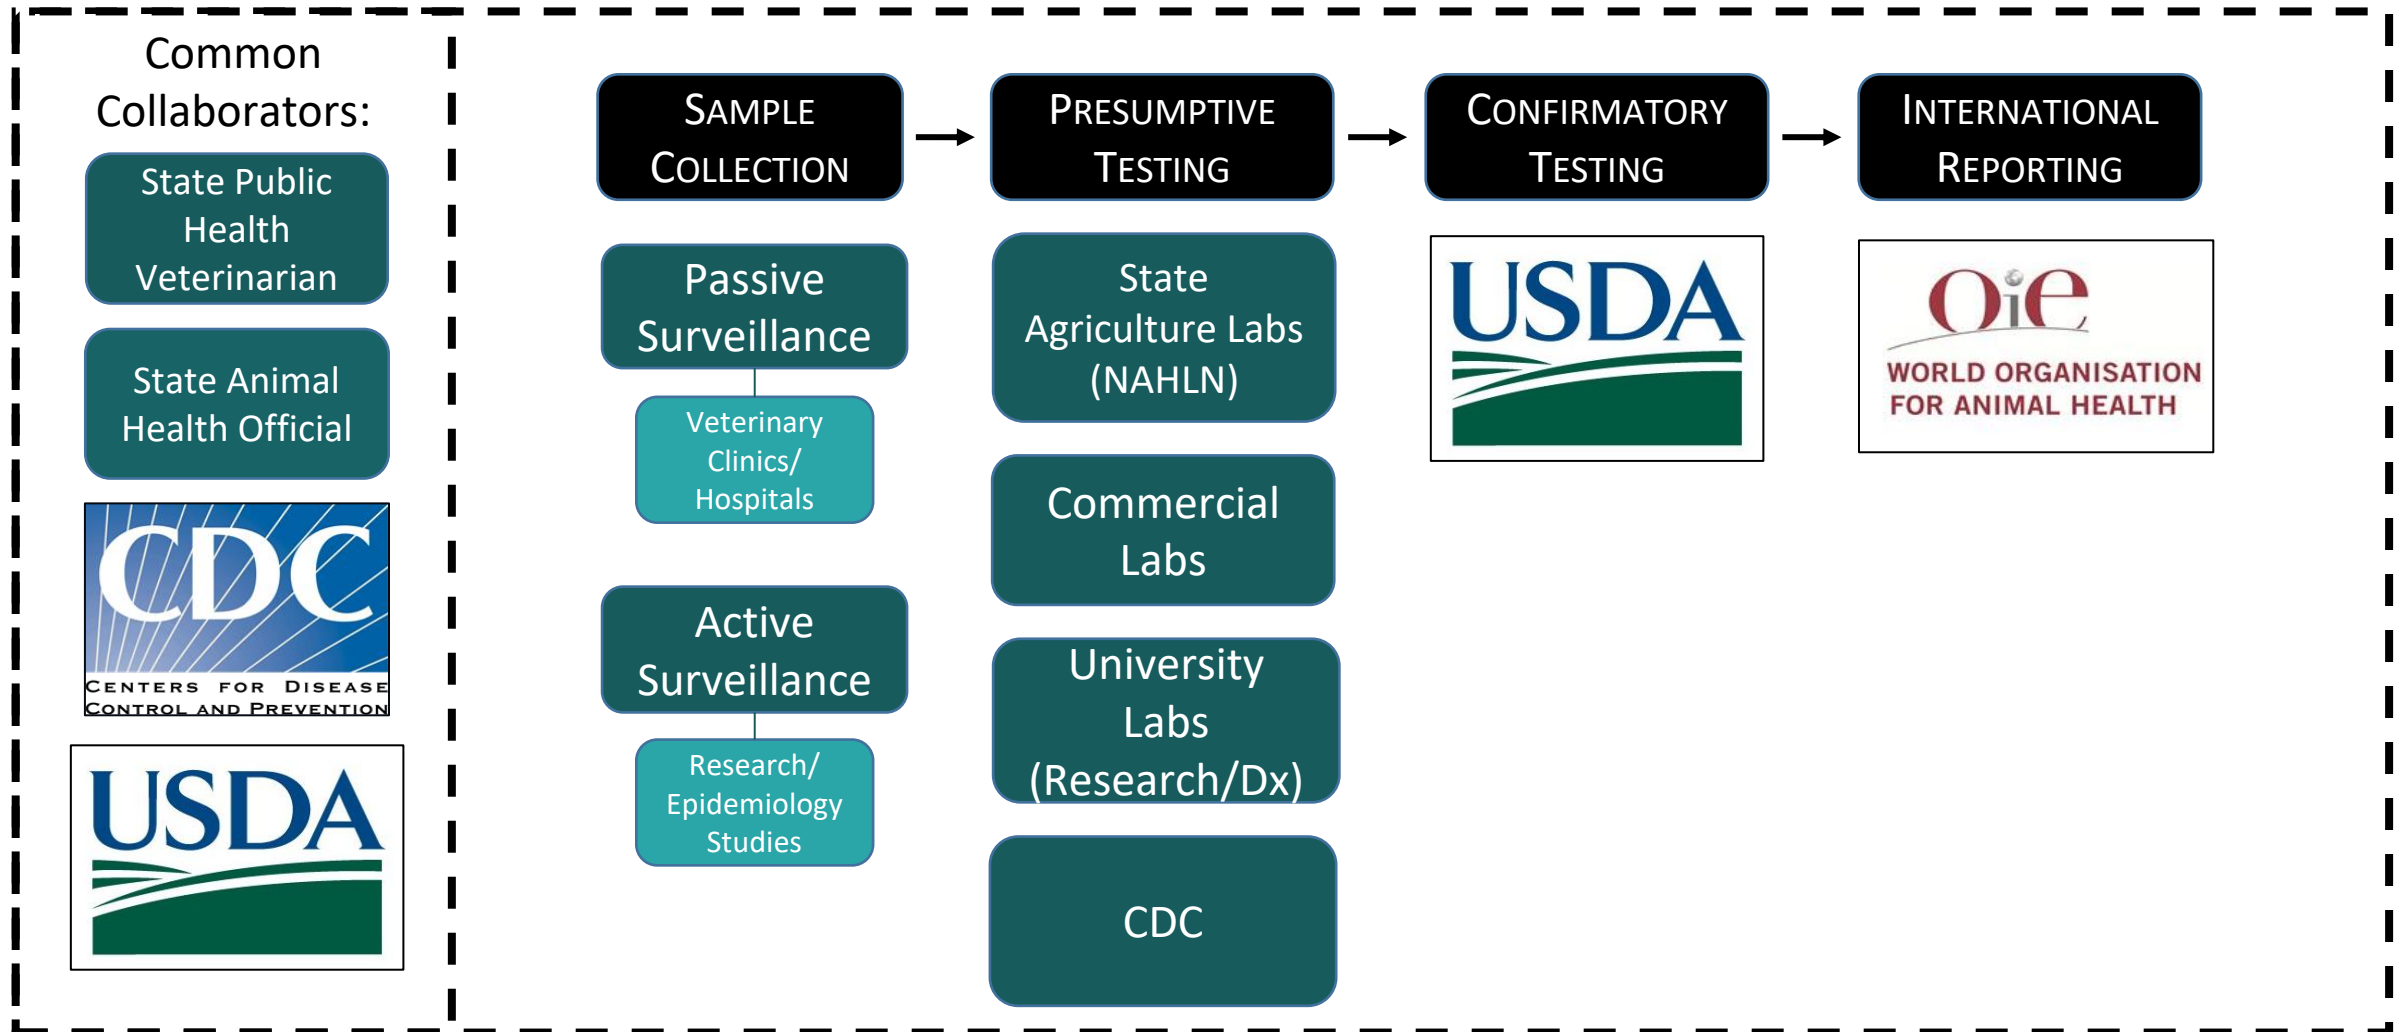 Common
Collaborators:
State Public
Health
Veterinarian
State Animal
Health Official
CDC
CENTERS FOR DISEASE
CONTROL AND PREVENTION
USDA
SAMPLE
COLLECTION
Passive
Surveillance
Veterinary
Clinics/
Hospitals
Active
Surveillance
Research/
Epidemiology
Studies
PRESUMPTIVE
TESTING
State
Agriculture Labs
(NAHLN)
Commercial
Labs
University
Labs
(Research/Dx)
CDC
CONFIRMATORY
TESTING
USDA
INTERNATIONAL
REPORTING
Oie
WORLD ORGANISATION
FOR ANIMAL HEALTH